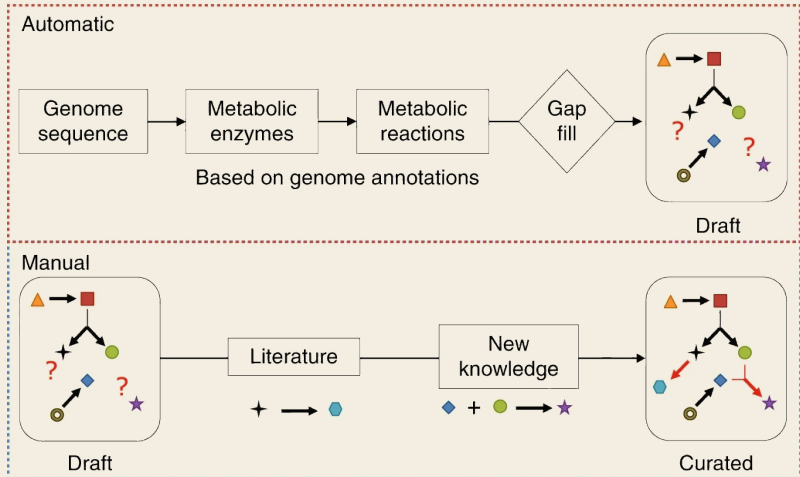 Automatic
Genome
sequence
Metabolic
enzymes
Metabolic
reactions
Gap
fill
Based on genome annotations
?
?
Draft
Manual
?
?
Draft
Literature
New
knowledge
+
Curated